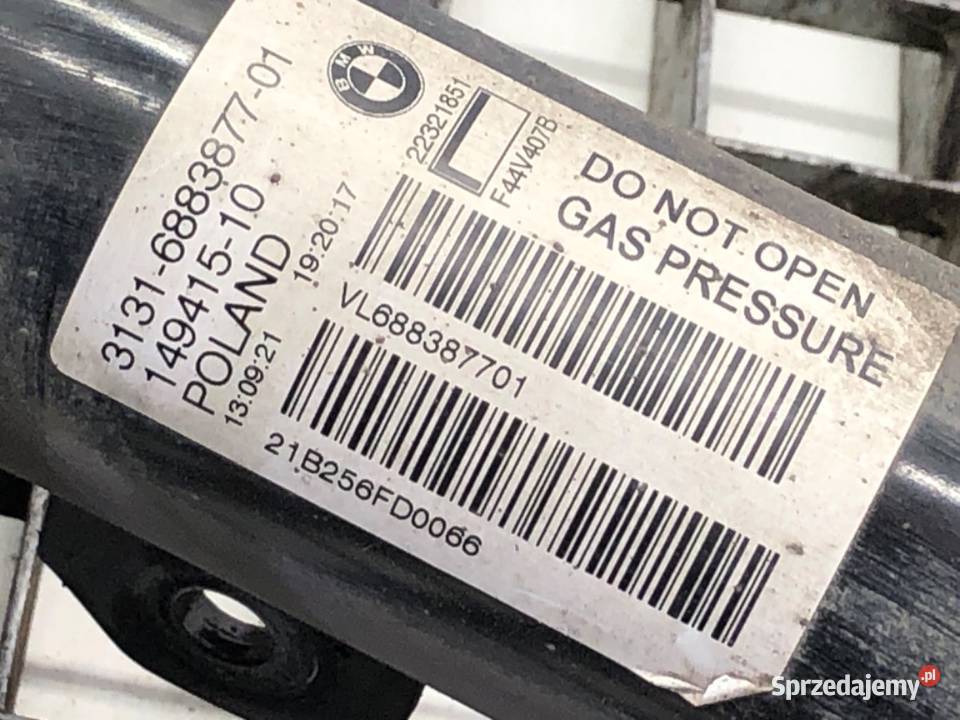 BMW
3131-6883877-01
149415-10
POLAND
13:09:21 19:20:17
22321851
L
F44V407B
DO NOT OPEN
GAS PRESSURE
VL688387701
21B256FD0066
Sprzedajemy.pl